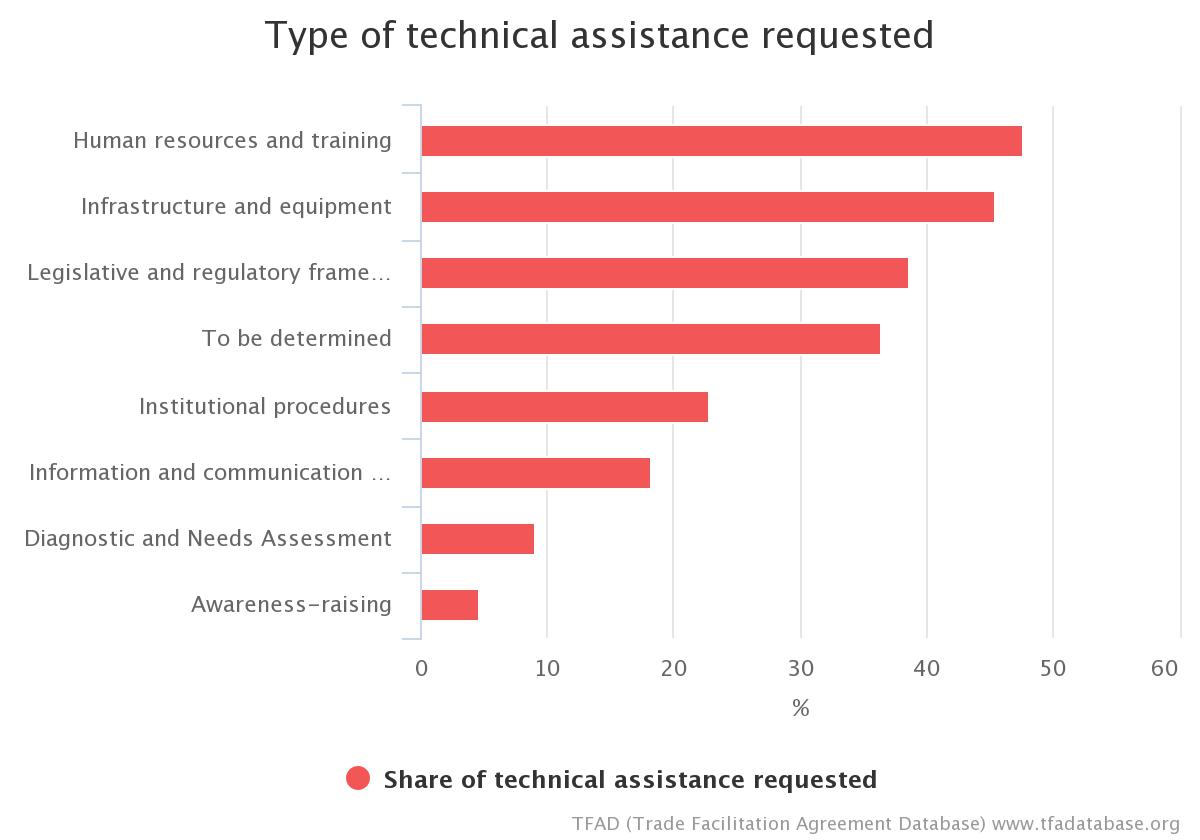 Type of technical assistance requested
Human resources and training
Infrastructure and equipment
Legislative and regulatory frame...
To be determined
Institutional procedures
Information and communication ...
Diagnostic and Needs Assessment
Awareness-raising
0 10 20 30 40 50 60
%
Share of technical assistance requested
TFAD (Trade Facilitation Agreement Database) www.tfadatabase.org